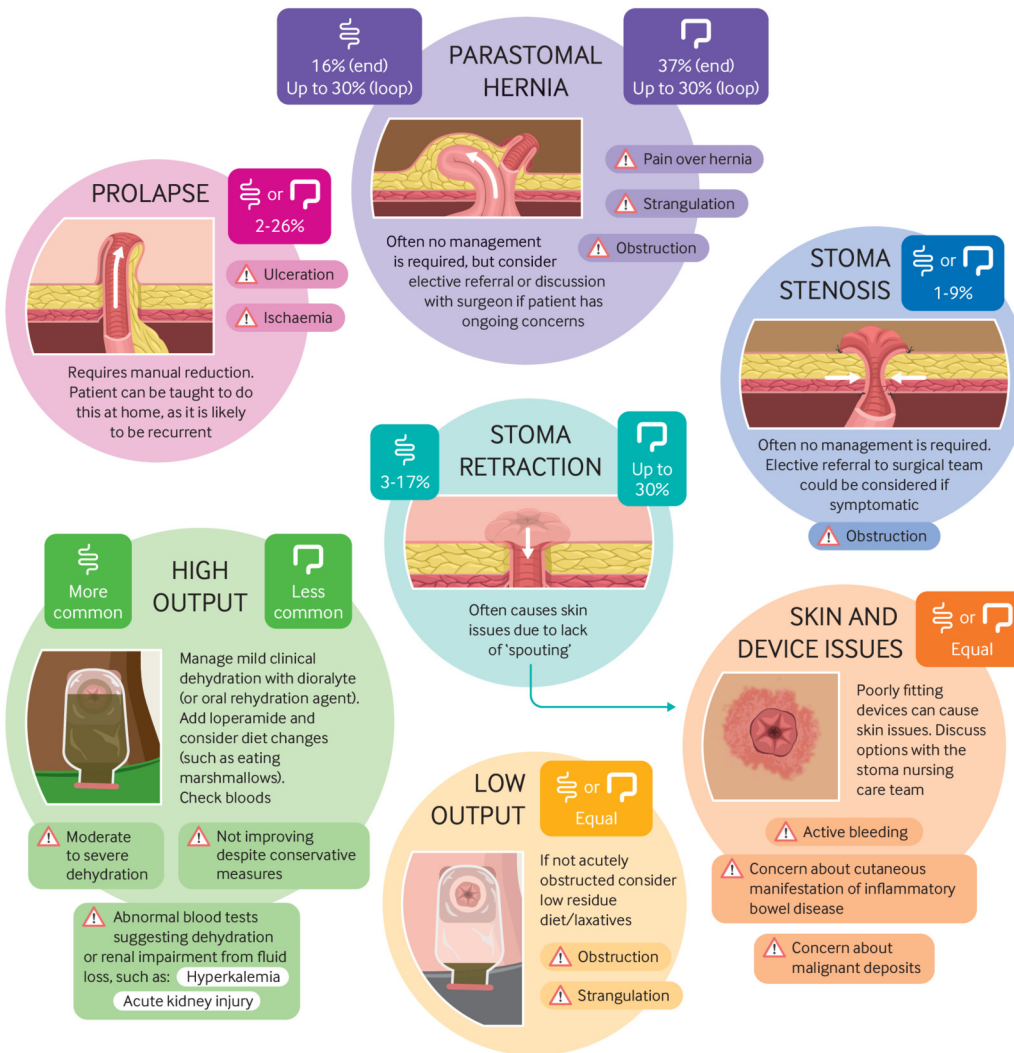 16% (end)
Up to 30% (loop)
PARASTOMAL
HERNIA
37% (end)
Up to 30% (loop)
Pain over hernia
Strangulation
Obstruction
Often no management
is required, but consider
elective referral or discussion
with surgeon if patient has
ongoing concerns
PROLAPSE
or
2-26%
Ulceration
Ischaemia
Requires manual reduction.
Patient can be taught to do
this at home, as it is likely
to be recurrent
STOMA
STENOSIS
or
1-9%
Often no management is required.
Elective referral to surgical team
could be considered if
symptomatic
Obstruction
3-17%
STOMA
RETRACTION
Up to
30%
Often causes skin
issues due to lack
of ‘spouting’
More
common
HIGH
OUTPUT
Less
common
Manage mild clinical
dehydration with dioralyte
(or oral rehydration agent).
Add loperamide and
consider diet changes
(such as eating
marshmallows).
Check bloods
Moderate
to severe
dehydration
Not improving
despite conservative
measures
Abnormal blood tests
suggesting dehydration
or renal impairment from fluid
loss, such as: Hyperkalemia
Acute kidney injury
LOW
OUTPUT
or
Equal
If not acutely
obstructed consider
low residue
diet/laxatives
Obstruction
Strangulation
SKIN AND
DEVICE ISSUES
or
Equal
Poorly fitting
devices can cause
skin issues. Discuss
options with the
stoma nursing
care team
Active bleeding
Concern about cutaneous
manifestation of inflammatory
bowel disease
Concern about
malignant deposits